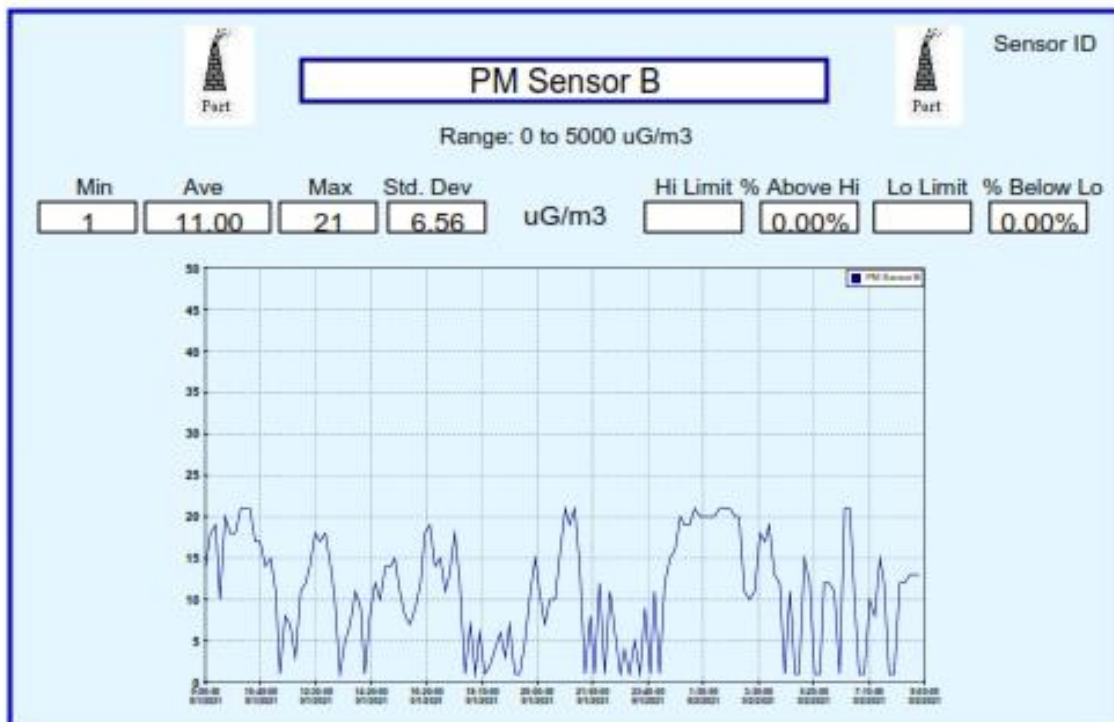 Sensor ID
Part
PM Sensor B
Part
Range: 0 to 5000 uG/m3
Min Ave Max Std. Dev Hi Limit % Above Hi Lo Limit % Below Lo
1 11.00 21 6.56 uG/m3 0.00% 0.00%
50
PM Sensor B
45
40
35
30
25
20
15
10
5
0